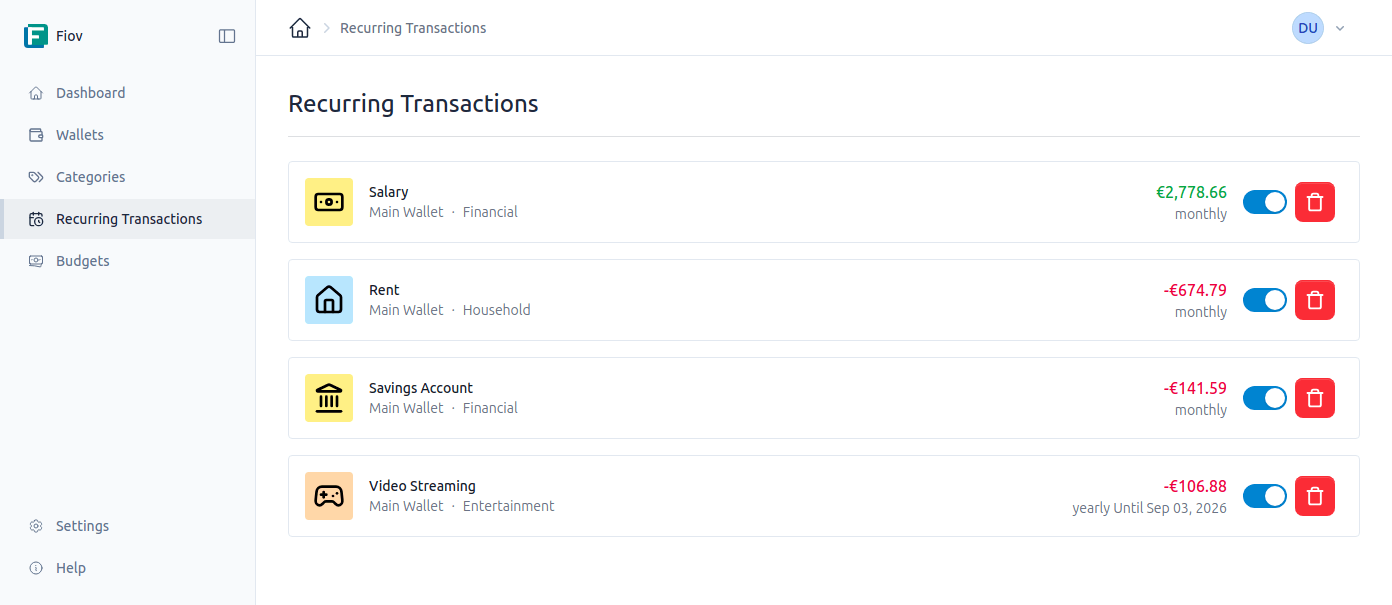 Fiov
Dashboard
Wallets
Categories
Recurring Transactions
Budgets
Settings
Help
Recurring Transactions
DU
Recurring Transactions
Salary
Main Wallet · Financial
€2,778.66
monthly
Rent
Main Wallet · Household
-€674.79
monthly
Savings Account
Main Wallet · Financial
-€141.59
monthly
Video Streaming
Main Wallet · Entertainment
-€106.88
yearly Until Sep 03, 2026